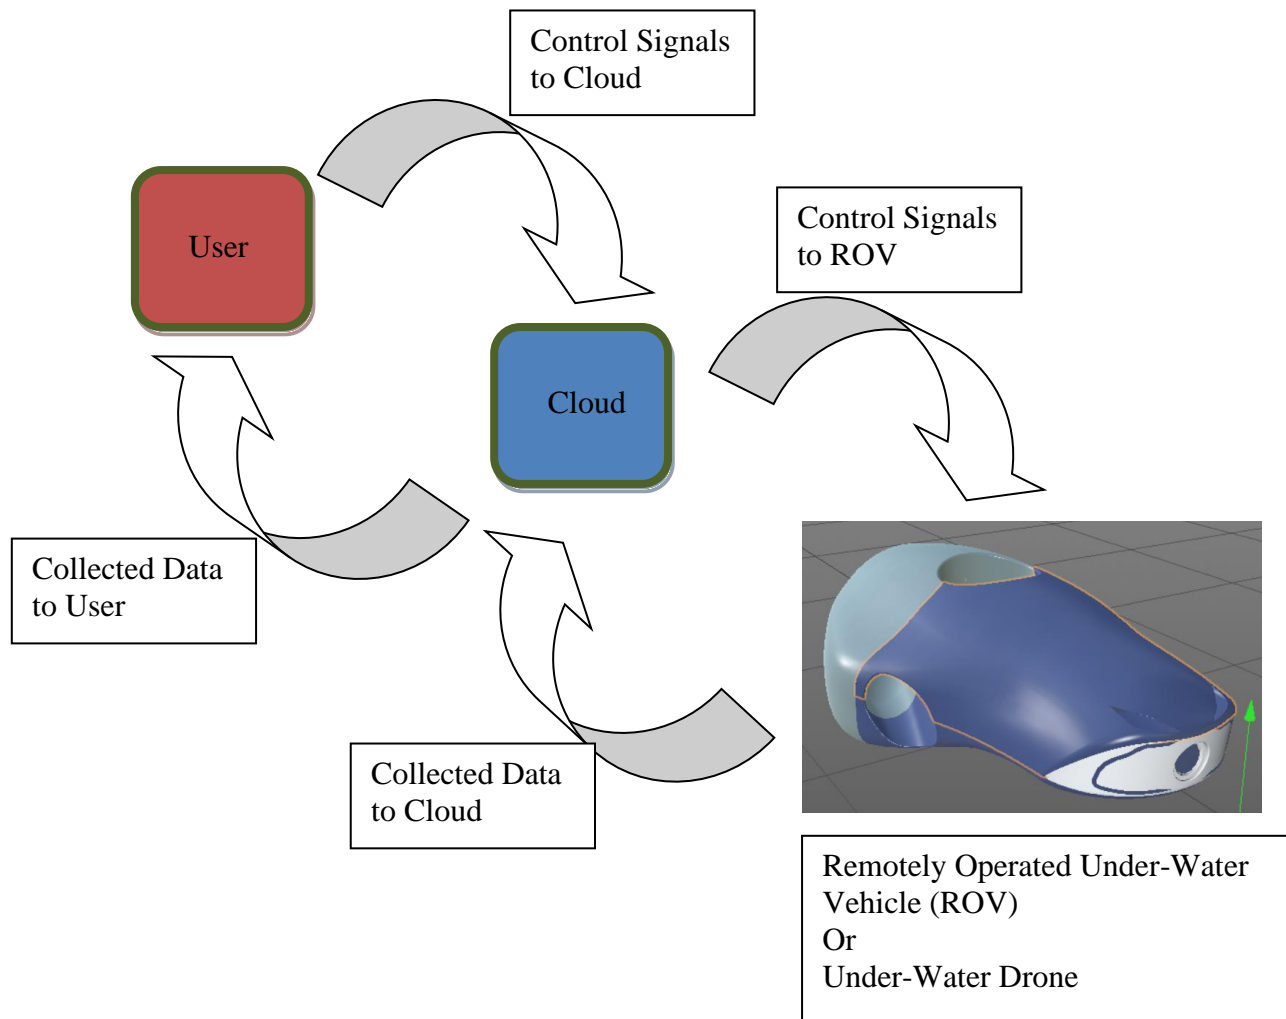 Control Signals
to Cloud
Control Signals
to ROV
User
Cloud
Collected Data
to User
Collected Data
to Cloud
Remotely Operated Under-Water
Vehicle (ROV)
Or
Under-Water Drone